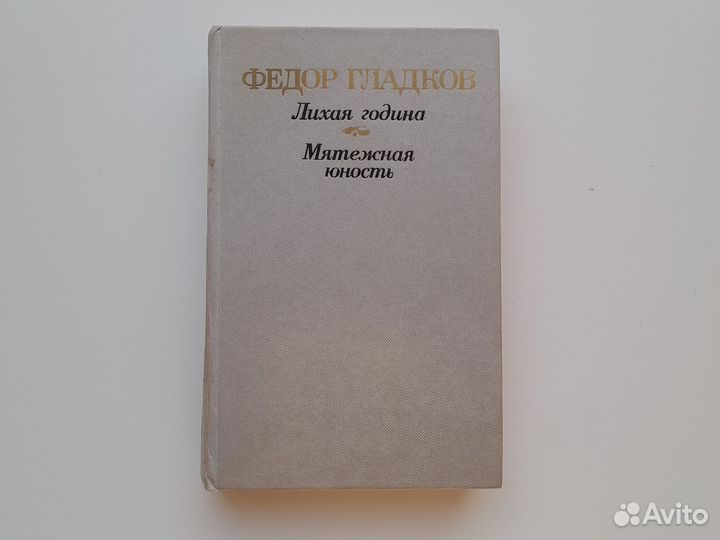 ФЕДОР ГЛАДКОВ
Лихая година
Мятежная
юность
Avito